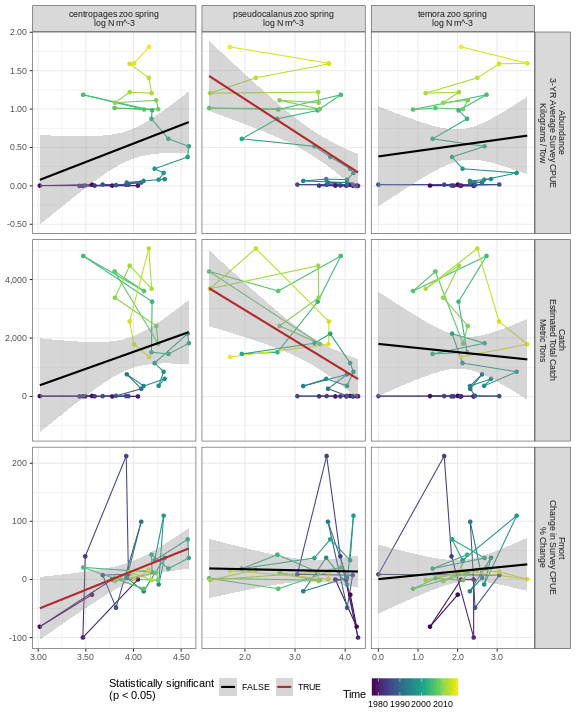 centropages zoo spring
log N m^-3
pseudocalanus zoo spring
log N m^-3
temora zoo spring
log N m^-3
2.00
1.50
1.00
0.50
0.00
-0.50
Abundance
3-YR Average Survey CPUE
Kilograms / Tow
4,000
2,000
0
Catch
Estimated Total Catch
Metric Tons
200
100
0
-100
Fmort
Change in Survey CPUE
% Change
3.00 3.50 4.00 4.50
2.0 3.0 4.0
0.0 1.0 2.0 3.0
Statistically significant
(p < 0.05)
FALSE
TRUE
Time
1980 1990 2000 2010